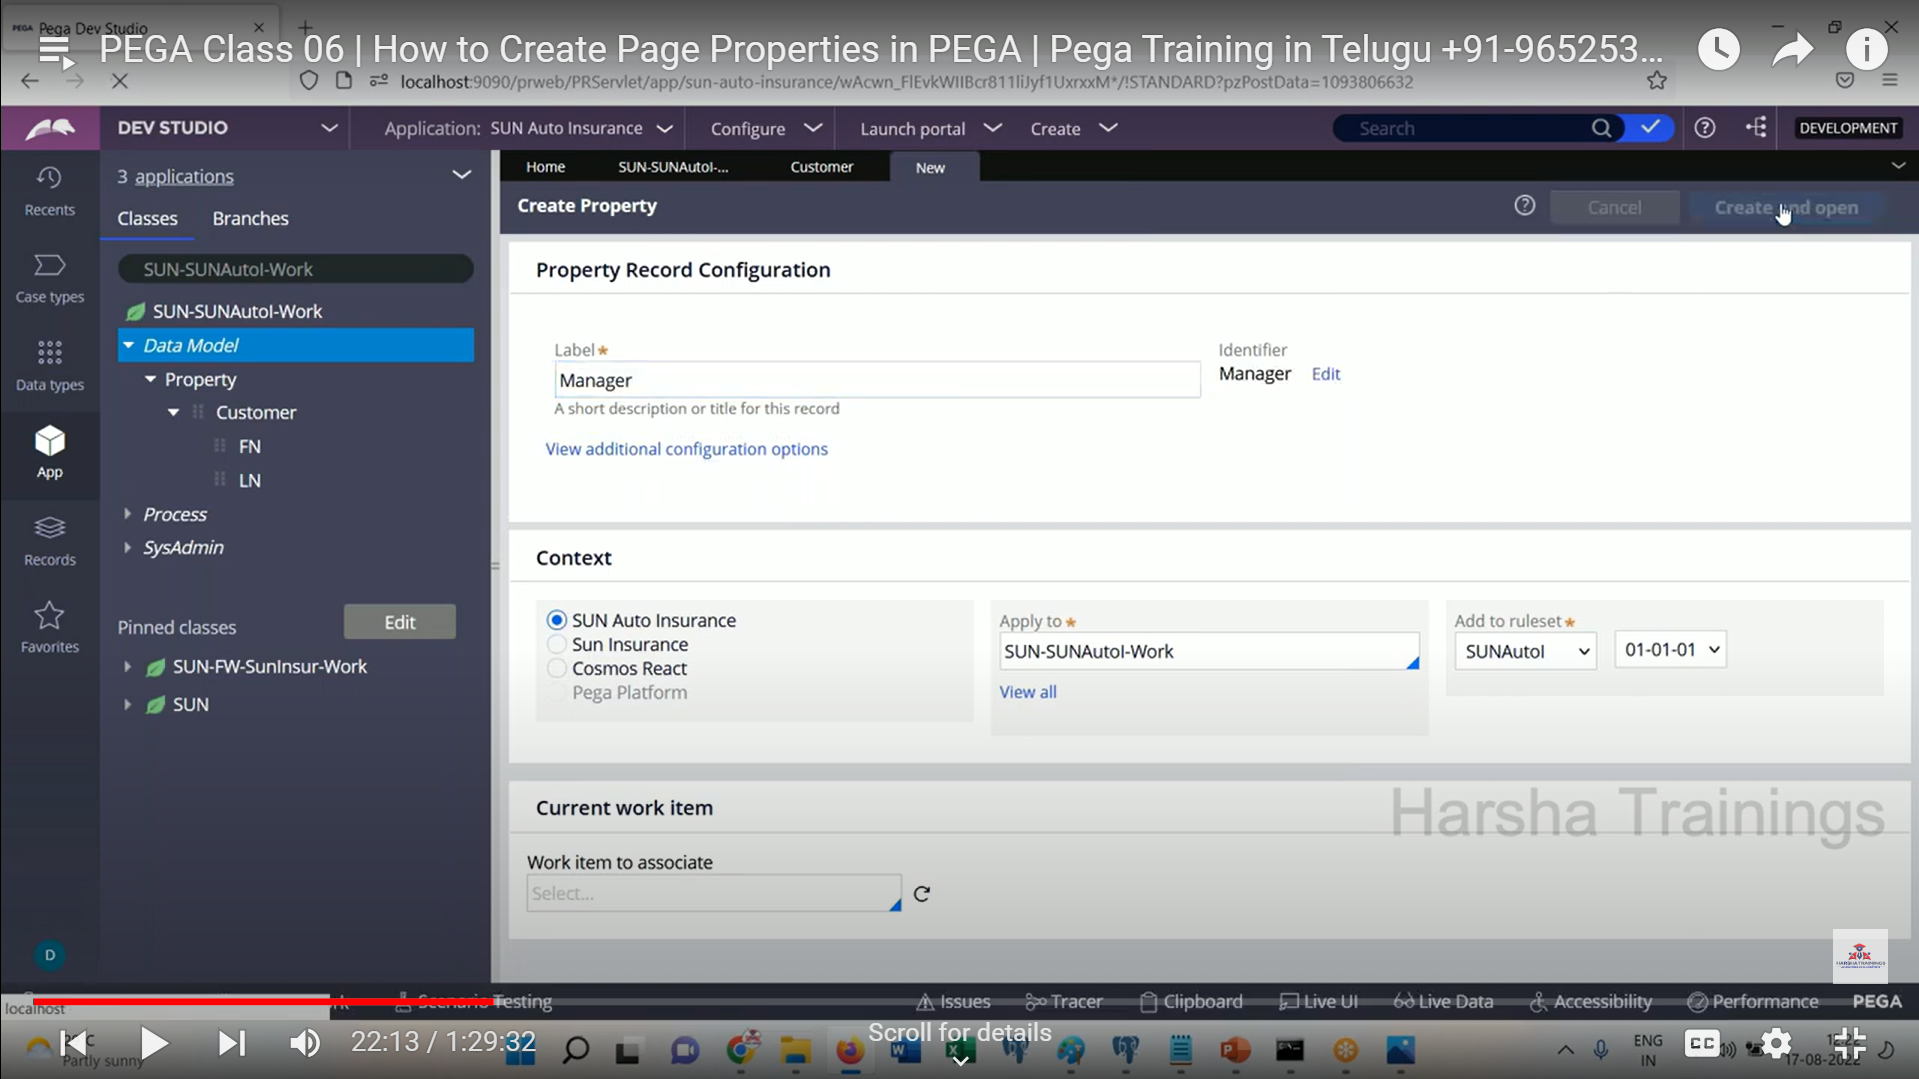 PEGA Pega Dev Studio
PEGA Class 06 | How to Create Page Properties in PEGA | Pega Training in Telugu +91-965253...
localhost:9090/prweb/PRServlet/app/sun-auto-insurance/
DEV STUDIO
Application: SUN Auto Insurance
Configure
Launch portal
Create
Search
DEVELOPMENT
Recents
Case types
Data types
App
Records
Favorites
D
3 applications
Classes
Branches
SUN-SUNAutoI-Work
SUN-SUNAutoI-Work
Data Model
Property
Customer
FN
LN
Process
SysAdmin
Pinned classes
Edit
SUN-FW-SunInsur-Work
SUN
Home
SUN-SUNAutoI-...
Customer
New
Create Property
Cancel
Create and open
Property Record Configuration
Label*
Manager
A short description or title for this record
Identifier
Manager Edit
View additional configuration options
Context
SUN Auto Insurance
Sun Insurance
Cosmos React
Pega Platform
Apply to *
SUN-SUNAutoI-Work
View all
Add to ruleset*
SUNAutoI
01-01-01
Current work item
Work item to associate
Select...
Harsha Trainings
HARSHA TRAININGS
localhost
Scenario Testing
Issues
Tracer
Clipboard
Live UI
Live Data
Accessibility
Performance
PEGA
22:13 / 1:29:32
Scroll for details
Partly sunny
ENG
IN
CC
17-08-2022